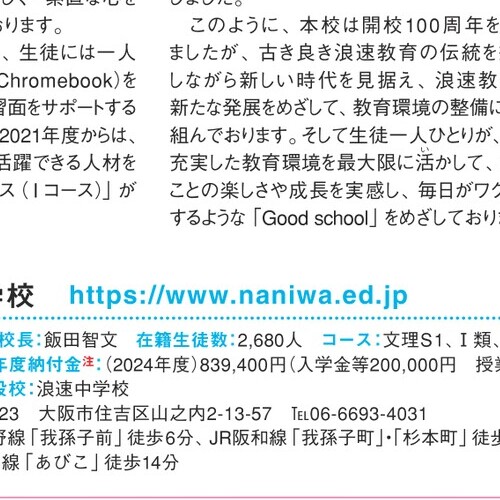 ります。
、生徒には一人
Chromebook)を
習面をサポートする
2021年度からは、
活躍できる人材を
ス(Iコース)」が
このように、本校は開校100周年を
ましたが、古き良き浪速教育の伝統を
しながら新しい時代を見据え、浪速教
新たな発展をめざして、教育環境の整備に
組んでおります。そして生徒一人ひとりが、
充実した教育環境を最大限に活かして、
ことの楽しさや成長を実感し、毎日がワク
するような「Good school」をめざしており
校 https://www.naniwa.ed.jp
校長:飯田智文 在籍生徒数:2,680人 コース:文理S1、I類、
年度納付金注:(2024年度)839,400円(入学金等200,000円 授業
設校:浪速中学校
23 大阪市住吉区山之内2-13-57 TEL06-6693-4031
野線「我孫子前」徒歩6分、JR阪和線「我孫子町」・「杉本町」徒歩
線「あびこ」徒歩14分